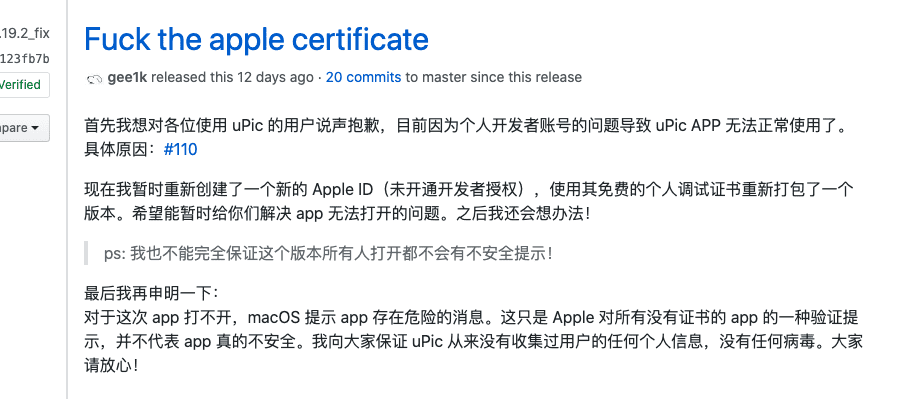 .19.2_fix
Fuck the apple certificate
123fb7b
gee1k released this 12 days ago · 20 commits to master since this release
Verified
npare
首先我想对各位使用 uPic 的用户说声抱歉，目前因为个人开发者账号的问题导致 uPic APP 无法正常使用了。
具体原因：#110
现在我暂时重新创建了一个新的 Apple ID（未开通开发者授权），使用其免费的个人调试证书重新打包了一个
版本。希望能暂时给你们解决 app 无法打开的问题。之后我还会想办法！
ps: 我也不能完全保证这个版本所有人打开都不会有不安全提示！
最后我再申明一下：
对于这次 app 打不开，macOS 提示 app 存在危险的消息。这只是 Apple 对所有没有证书的 app 的一种验证提
示，并不代表 app 真的不安全。我向大家保证 uPic 从来没有收集过用户的任何个人信息，没有任何病毒。大家
请放心！